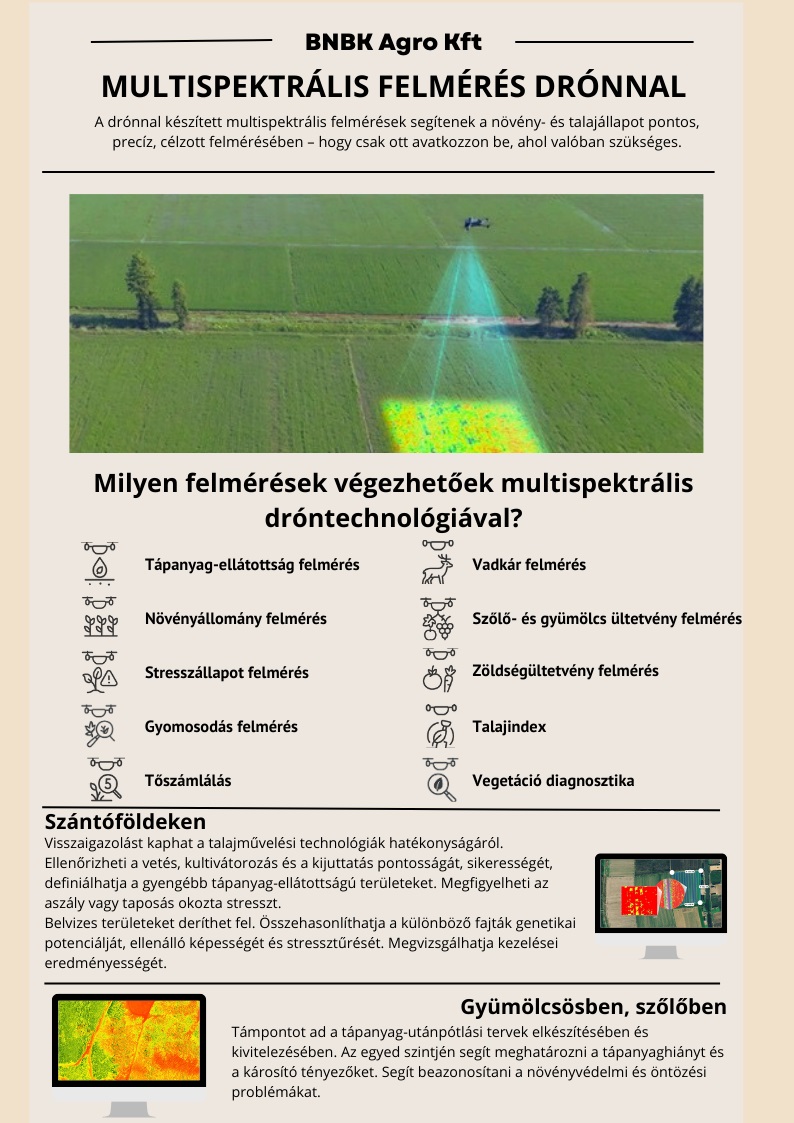 BNBK Agro Kft
MULTISPEKTRÁLIS FELMÉRÉS DRÓNNAL
A drónnal készített multispektrális felmérések segítenek a növény- és talajállapot pontos,
precíz, célzott felmérésében – hogy csak ott avatkozzon be, ahol valóban szükséges.
Milyen felmérések végezhetőek multispektrális
dróntechnológiával?
Tápanyag-ellátottság felmérés
Növényállomány felmérés
Stresszállapot felmérés
Gyomosodás felmérés
5
Tőszámlálás
Vadkár felmérés
Szőlő- és gyümölcs ültetvény felmérés
Zöldségültetvény felmérés
Talajindex
Vegetáció diagnosztika
Szántóföldeken
Visszaigazolást kaphat a talajművelési technológiák hatékonyságáról.
Ellenőrizheti a vetés, kultivátorozás és a kijuttatás pontosságát, sikerességét,
definiálhatja a gyengébb tápanyag-ellátottságú területeket. Megfigyelheti az
aszály vagy taposás okozta stresszt.
Belvizes területeket deríthet fel. Összehasonlíthatja a különböző fajták genetikai
potenciálját, ellenálló képességét és stressztűrését. Megvizsgálhatja kezelései
eredményességét.
Gyümölcsösben, szőlőben
Támpontot ad a tápanyag-utánpótlási tervek elkészítésében és
kivitelezésében. Az egyed szintjén segít meghatározni a tápanyaghiányt és
a károsító tényezőket. Segít beazonosítani a növényvédelmi és öntözési
problémákat.